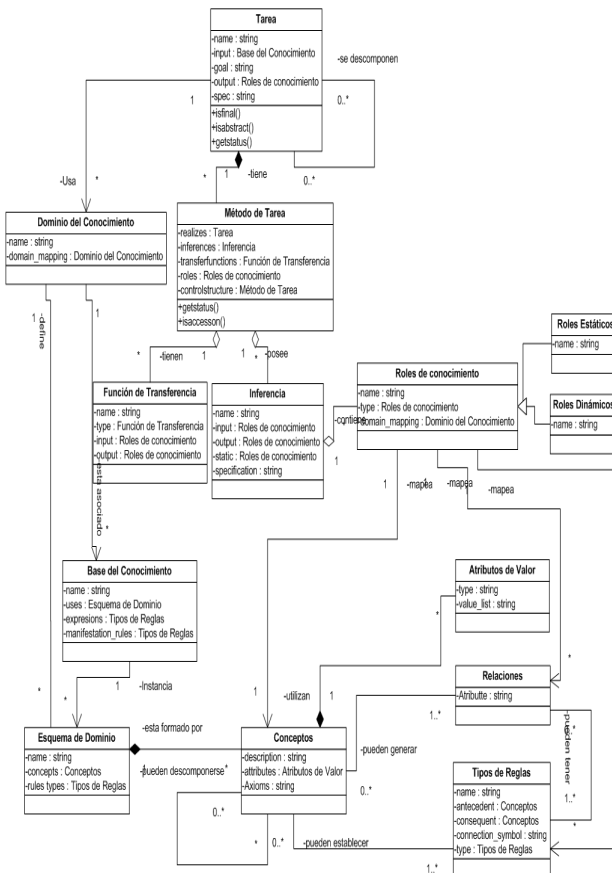 Tarea
-name : string
-input : Base del Conocimiento
-goal : string
-output : Roles de conocimiento
-spec : string
+isfinal()
+isabstract()
+getstatus()
-se descomponen
0..*
0..*
1
-Usa
*
*
1
-tiene
Dominio del Conocimiento
-name : string
-domain_mapping : Dominio del Conocimiento
Método de Tarea
-realizes : Tarea
-inferences : Inferencia
-transferfunctions : Función de Transferencia
-roles : Roles de conocimiento
-controlstructure : Método de Tarea
+getstatus()
+isaccesson()
1
-define
1
*
-tienen
1
1
*
-posee
Roles Estáticos
-name : string
Roles de conocimiento
-name : string
-type : Roles de conocimiento
-domain_mapping : Dominio del Conocimiento
Roles Dinámicos
-name : string
Función de Transferencia
-name : string
-type : Función de Transferencia
-input : Roles de conocimiento
-output : Roles de conocimiento
Inferencia
-name : string
-input : Roles de conocimiento
-output : Roles de conocimiento
-static : Roles de conocimiento
-specification : string
-contiene
1
-esta asociado
*
1
-mapea
*
-mapea
-mapea
Base del Conocimiento
-name : string
-uses : Esquema de Dominio
-expresions : Tipos de Reglas
-manifestation_rules : Tipos de Reglas
Atributos de Valor
-type : string
-value_list : string
*
1
-Instancia
*
*
1
-utilizan
1
*
Relaciones
-Atributte : string
1..*
0..*
-pueden tener
1..*
*
Esquema de Dominio
-name : string
-concepts : Conceptos
-rules types : Tipos de Reglas
-esta formado por
-pueden descomponerse
*
Conceptos
-description : string
-attributes : Atributos de Valor
-Axioms : string
-pueden generar
0..*
0..*
*
0..*
-pueden establecer
1..*
Tipos de Reglas
-name : string
-antecedent : Conceptos
-consequent : Conceptos
-connection_symbol : string
-type : Tipos de Reglas